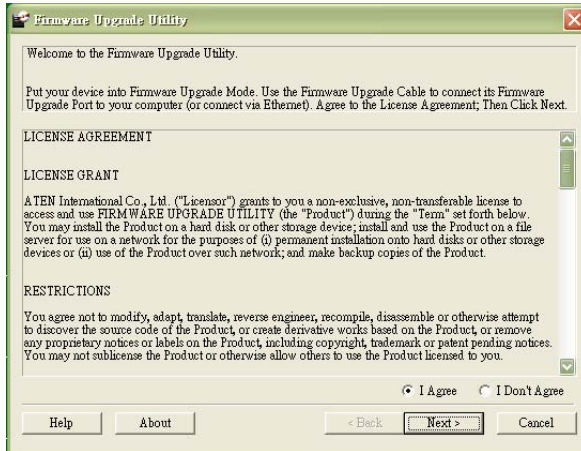 Firmware Upgrade Utility
Welcome to the Firmware Upgrade Utility.
Put your device into Firmware Upgrade Mode. Use the Firmware Upgrade Cable to connect its Firmware
Upgrade Port to your computer (or connect via Ethernet). Agree to the License Agreement; Then Click Next.
LICENSE AGREEMENT
LICENSE GRANT
ATEN International Co., Ltd. ("Licensor") grants to you a non-exclusive, non-transferable license to
access and use FIRMWARE UPGRADE UTILITY (the "Product") during the "Term" set forth below.
You may install the Product on a hard disk or other storage device; install and use the Product on a file
server for use on a network for the purposes of (i) permanent installation onto hard disks or other storage
devices or (ii) use of the Product over such network; and make backup copies of the Product.
RESTRICTIONS
You agree not to modify, adapt, translate, reverse engineer, recompile, disassemble or otherwise attempt
to discover the source code of the Product, or create derivative works based on the Product, or remove
any proprietary notices or labels on the Product, including copyright, trademark or patent pending notices.
You may not sublicense the Product or otherwise allow others to use the Product licensed to you.
I Agree I Don't Agree
Help About < Back Next > Cancel